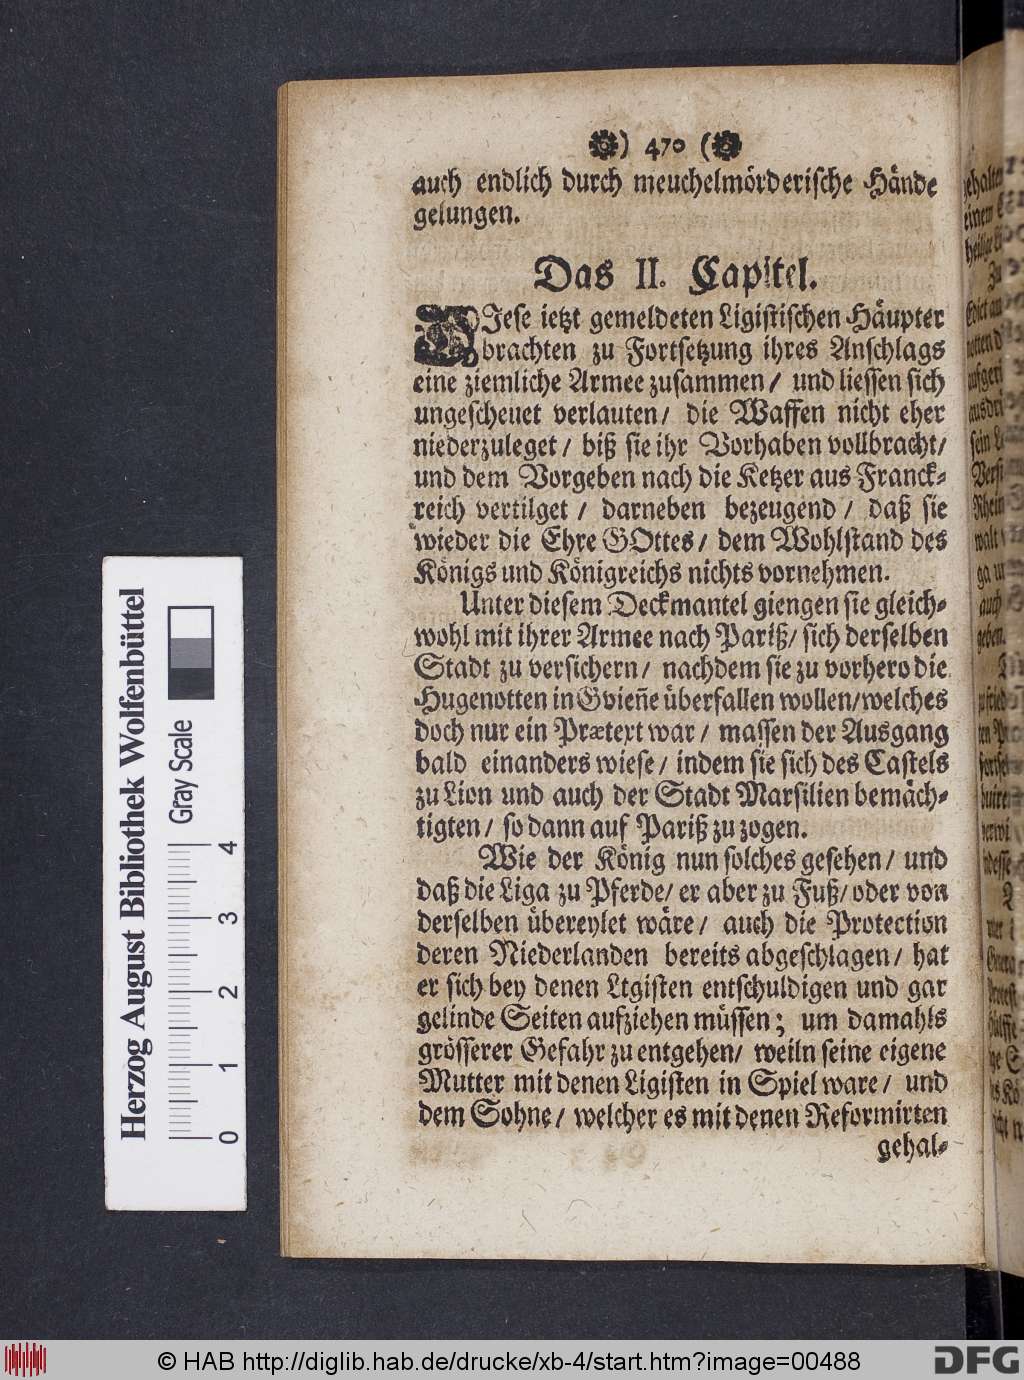 ) 470 (
auch endlich durch meuchelmörderische Hände
gelungen.
Das II. Capitel.
DIese ietzt gemeldeten Ligistischen Häupter
brachten zu Fortsetzung ihres Anschlags
eine ziemliche Armee zusammen / und liessen sich
ungescheuet verlauten / die Waffen nicht eher
niederzuleget / biß sie ihr Vorhaben vollbracht /
und dem Vorgeben nach die Ketzer aus Franck-
reich vertilget / darneben bezeugend / daß sie
wieder die Ehre GOttes / dem Wohlstand des
Königs und Königreichs nichts vornehmen.
Unter diesem Deckmantel giengen sie gleich-
wohl mit ihrer Armee nach Pariß / sich derselben
Stadt zu versichern / nachdem sie zu vorhero die
Hugenotten in Gvieñe überfallen wollen / welches
doch nur ein Prætext war / massen der Ausgang
bald einanders wiese / indem sie sich des Castels
zu Lion und auch der Stadt Marsilien bemäch-
tigten / so dann auf Pariß zu zogen.
Wie der König nun solches gesehen / und
daß die Liga zu Pferde / er aber zu Fuß / oder von
derselben übereylet wäre / auch die Protection
deren Niederlanden bereits abgeschlagen / hat
er sich bey denen Ltgisten entschuldigen und gar
gelinde Seiten aufziehen müssen; um damahls
grösserer Gefahr zu entgehen / weiln seine eigene
Mutter mit denen Ligisten in Spiel ware / und
dem Sohne / welcher es mit denen Reformirten
gehal-
Herzog August Bibliothek Wolfenbüttel
Gray Scale
0 1 2 3 4
© HAB http://diglib.hab.de/drucke/xb-4/start.htm?image=00488
DFG